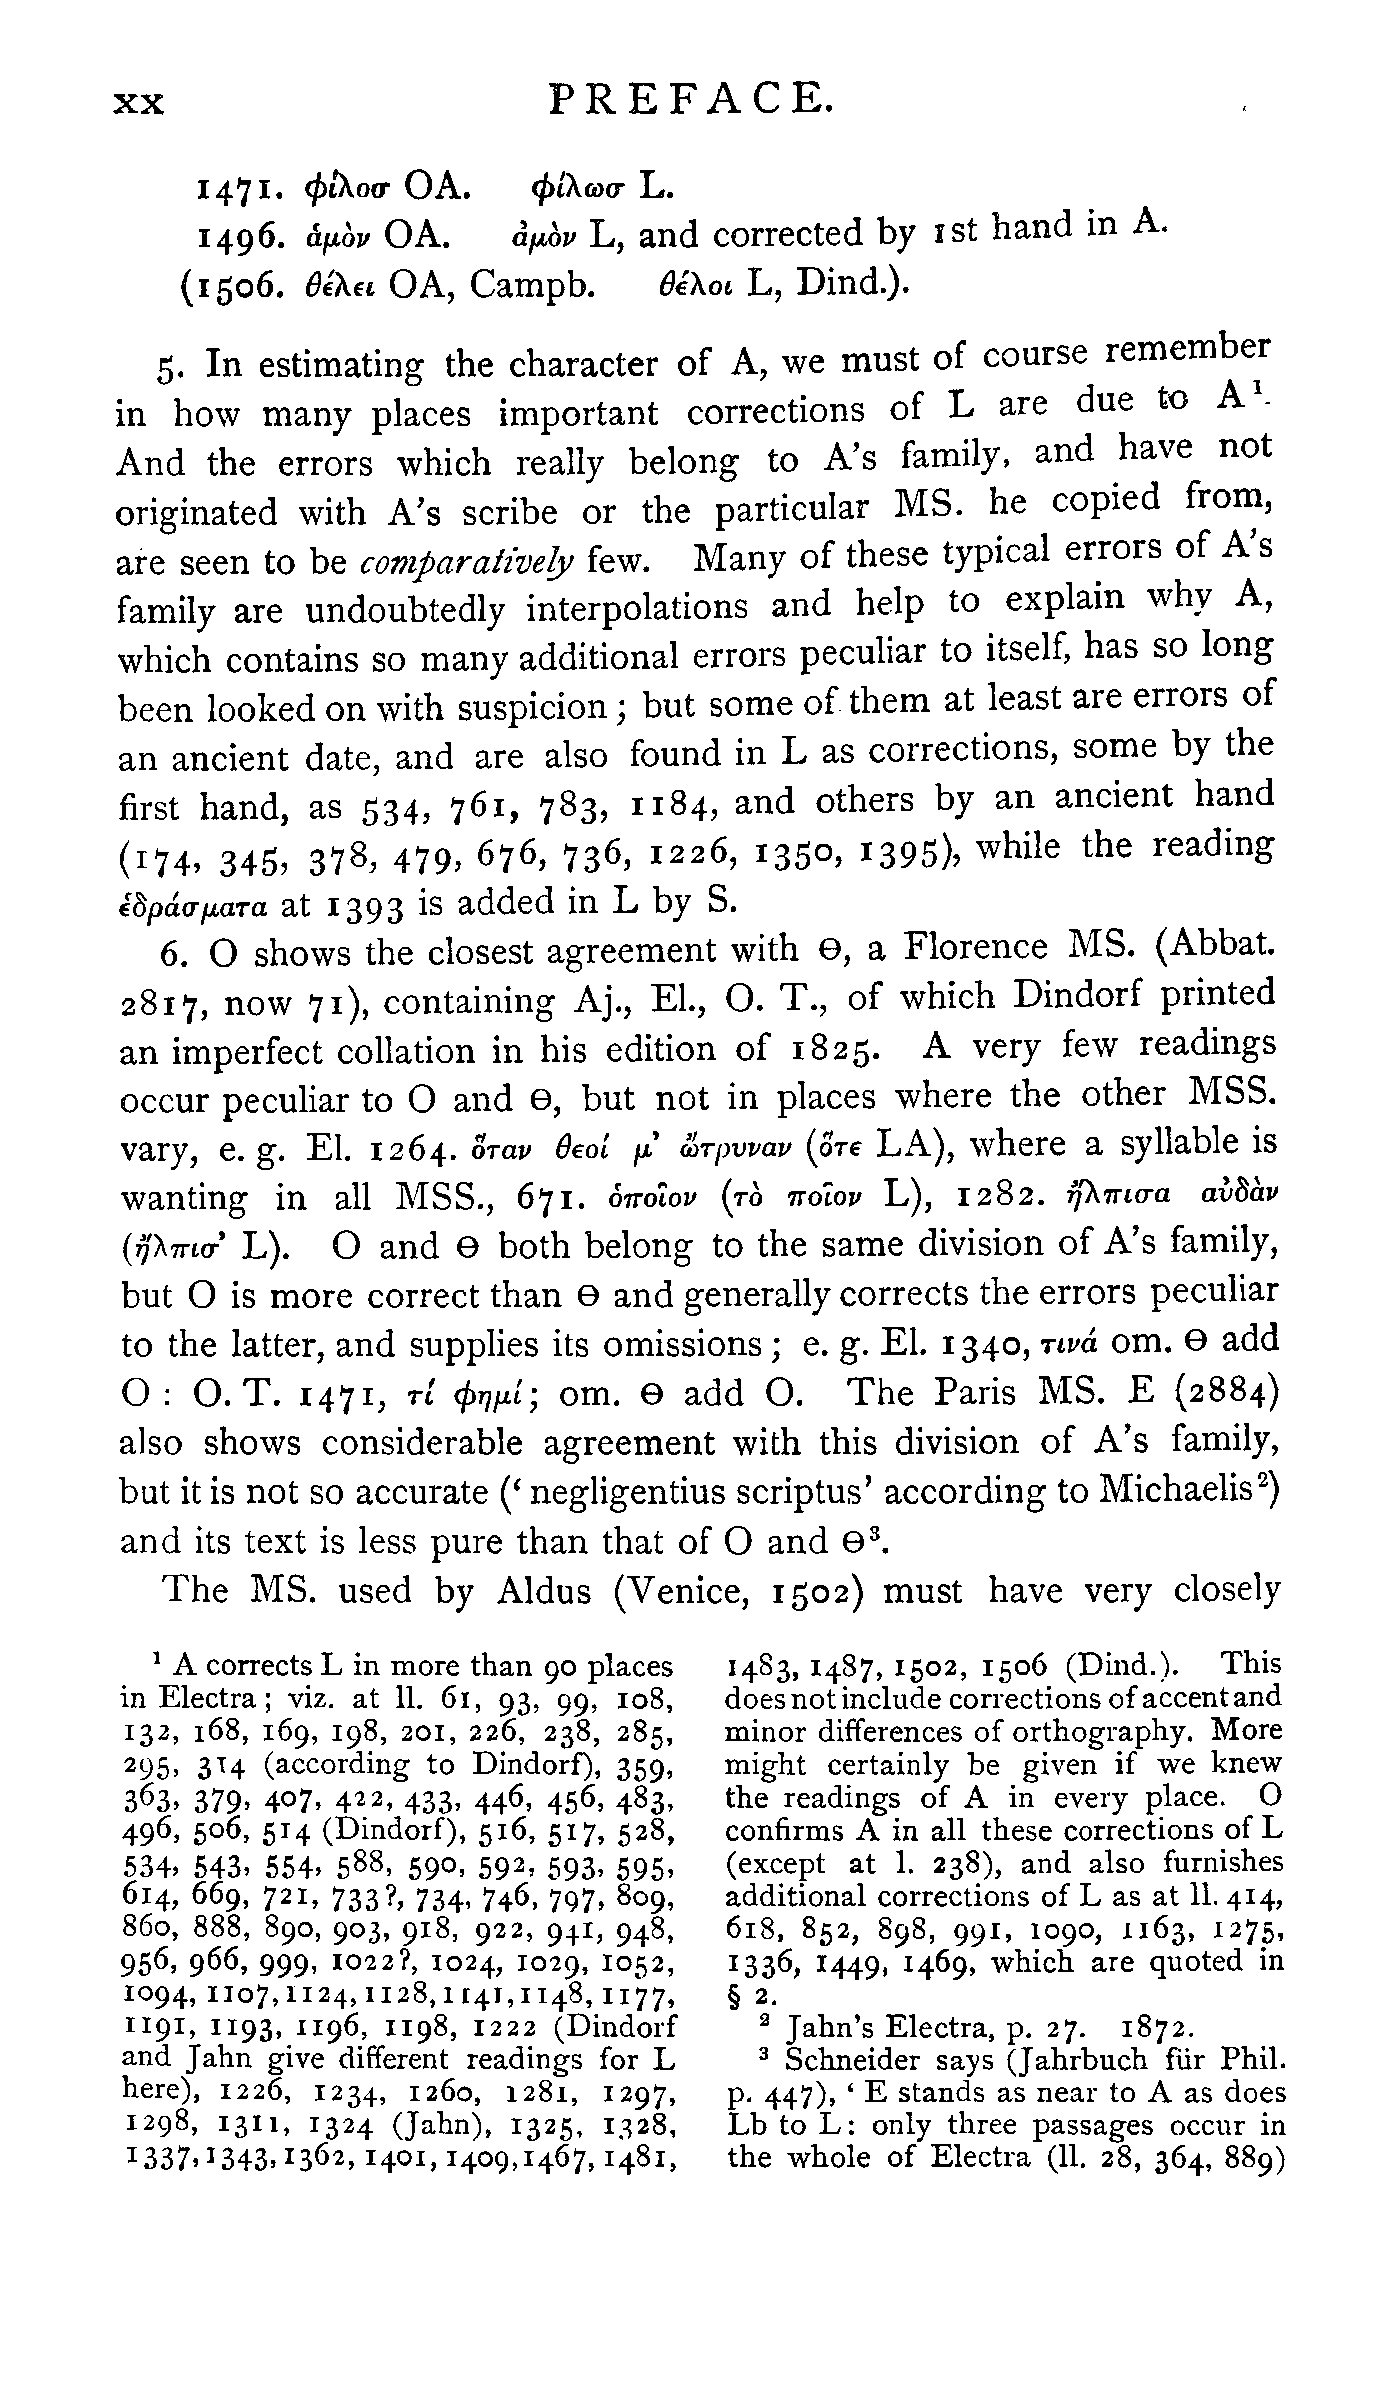 xx PREFACE.
1471. φίλοσ OA. φίλωσ L.
1496. ἁμὸν OA. ἀμὸν L, and corrected by 1st hand in A.
(1506. θέλει OA, Campb. θέλοι L, Dind.).
5. In estimating the character of A, we must of course remember
in how many places important corrections of L are due to A¹.
And the errors which really belong to A's family, and have not
originated with A's scribe or the particular MS. he copied from,
are seen to be comparatively few. Many of these typical errors of A's
family are undoubtedly interpolations and help to explain why A,
which contains so many additional errors peculiar to itself, has so long
been looked on with suspicion; but some of them at least are errors of
an ancient date, and are also found in L as corrections, some by the
first hand, as 534, 761, 783, 1184, and others by an ancient hand
(174, 345, 378, 479, 676, 736, 1226, 1350, 1395), while the reading
ἑδράσματα at 1393 is added in L by S.
6. O shows the closest agreement with Θ, a Florence MS. (Abbat.
2817, now 71), containing Aj., El., O. T., of which Dindorf printed
an imperfect collation in his edition of 1825. A very few readings
occur peculiar to O and Θ, but not in places where the other MSS.
vary, e. g. El. 1264. ὅταν θεοί μ' ὤτρυναν (ὅτε LA), where a syllable is
wanting in all MSS., 671. ὁποῖον (τὸ ποῖον L), 1282. ἤλπισα αὐδὰν
(ἤλπισ' L). O and Θ both belong to the same division of A's family,
but O is more correct than Θ and generally corrects the errors peculiar
to the latter, and supplies its omissions; e. g. El. 1340, τινά om. Θ add
O: O. T. 1471, τί φημί; om. Θ add O. The Paris MS. E (2884)
also shows considerable agreement with this division of A's family,
but it is not so accurate ('negligentius scriptus' according to Michaelis²)
and its text is less pure than that of O and Θ³.
The MS. used by Aldus (Venice, 1502) must have very closely
¹ A corrects L in more than 90 places
in Electra; viz. at ll. 61, 93, 99, 108,
132, 168, 169, 198, 201, 226, 238, 285,
295, 314 (according to Dindorf), 359,
363, 379, 407, 422, 433, 446, 456, 483,
496, 506, 514 (Dindorf), 516, 517, 528,
534, 543, 554, 588, 590, 592, 593, 595,
614, 669, 721, 733?, 734, 746, 797, 809,
860, 888, 890, 903, 918, 922, 941, 948,
956, 966, 999, 1022?, 1024, 1029, 1052,
1094, 1107, 1124, 1128, 1141, 1148, 1177,
1191, 1193, 1196, 1198, 1222 (Dindorf
and Jahn give different readings for L
here), 1226, 1234, 1260, 1281, 1297,
1298, 1311, 1324 (Jahn), 1325, 1328,
1337, 1343, 1362, 1401, 1409, 1467, 1481,
1483, 1487, 1502, 1506 (Dind.). This
does not include corrections of accent and
minor differences of orthography. More
might certainly be given if we knew
the readings of A in every place. O
confirms A in all these corrections of L
(except at l. 238), and also furnishes
additional corrections of L as at ll. 414,
618, 852, 898, 991, 1090, 1163, 1275,
1336, 1449, 1469, which are quoted in
§ 2.
² Jahn's Electra, p. 27. 1872.
³ Schneider says (Jahrbuch für Phil.
p. 447), 'E stands as near to A as does
Lb to L: only three passages occur in
the whole of Electra (ll. 28, 364, 889)